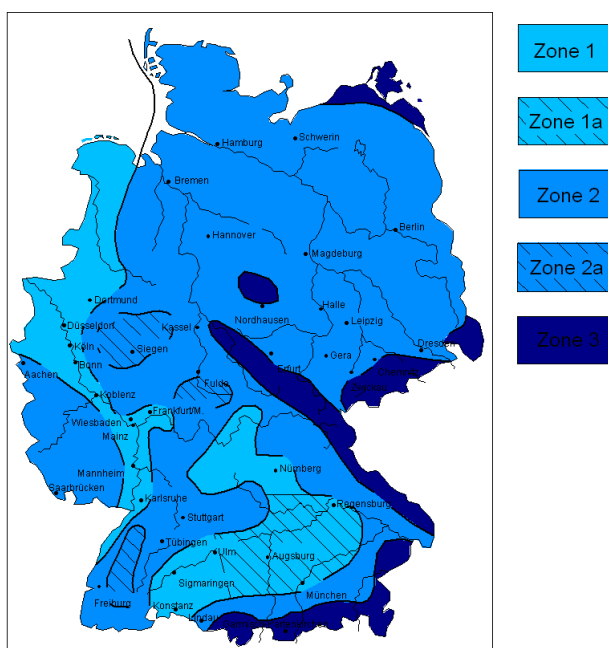 Zone 1
Zone 1a
Zone 2
Zone 2a
Zone 3
Schwerin
Hamburg
Bremen
Berlin
Hannover
Magdeburg
Dortmund
Nordhausen
Halle
Leipzig
Düsseldorf
Kassel
Köln
Siegen
Erfurt
Gera
Dresden
Bonn
Aachen
Fulda
Koblenz
Frankfurt/M.
Wiesbaden
Mainz
Mannheim
Nürnberg
Saarbrücken
Karlsruhe
Regensburg
Stuttgart
Tübingen
Ulm
Augsburg
Sigmaringen
München
Freiburg
Konstanz
Lindau